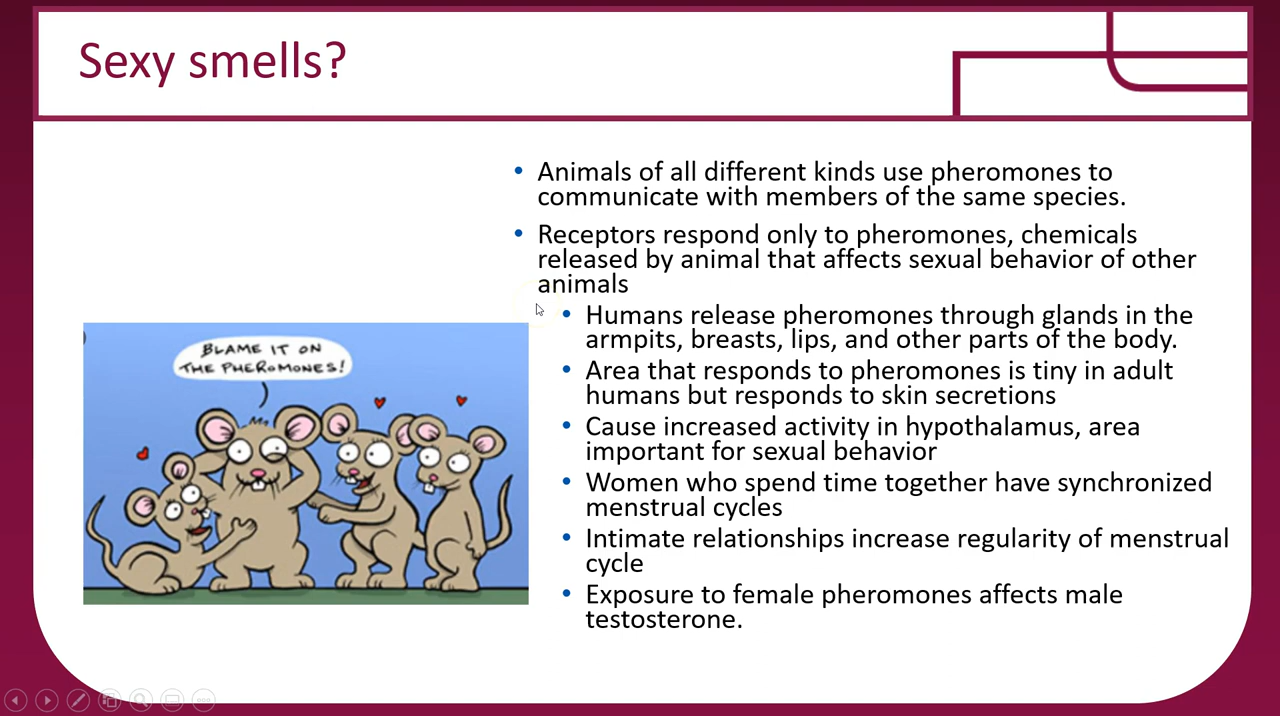 Sexy smells?
Animals of all different kinds use pheromones to
communicate with members of the same species.
Receptors respond only to pheromones, chemicals
released by animal that affects sexual behavior of other
animals
Humans release pheromones through glands in the
armpits, breasts, lips, and other parts of the body.
Area that responds to pheromones is tiny in adult
humans but responds to skin secretions
Cause increased activity in hypothalamus, area
important for sexual behavior
Women who spend time together have synchronized
menstrual cycles
Intimate relationships increase regularity of menstrual
cycle
Exposure to female pheromones affects male
testosterone.
BLAME IT ON
THE PHEROMONES!